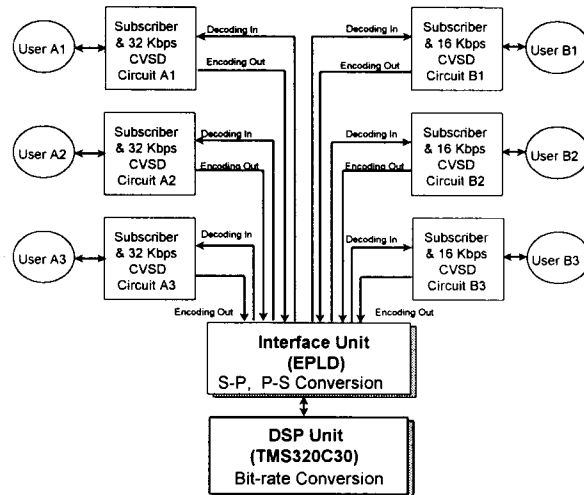 User A1
Subscriber
& 32 Kbps
CVSD
Circuit A1
Decoding In
Encoding Out
Decoding In
Encoding Out
Subscriber
& 16 Kbps
CVSD
Circuit B1
User B1
User A2
Subscriber
& 32 Kbps
CVSD
Circuit A2
Decoding In
Encoding Out
Decoding In
Encoding Out
Subscriber
& 16 Kbps
CVSD
Circuit B2
User B2
User A3
Subscriber
& 32 Kbps
CVSD
Circuit A3
Decoding In
Encoding Out
Decoding In
Encoding Out
Subscriber
& 16 Kbps
CVSD
Circuit B3
User B3
Interface Unit
(EPLD)
S-P, P-S Conversion
DSP Unit
(TMS320C30)
Bit-rate Conversion